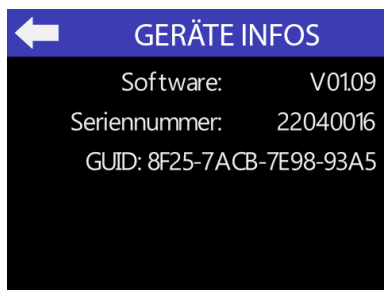 GERÄTE INFOS
Software: V01.09
Seriennummer: 22040016
GUID: 8F25-7ACB-7E98-93A5